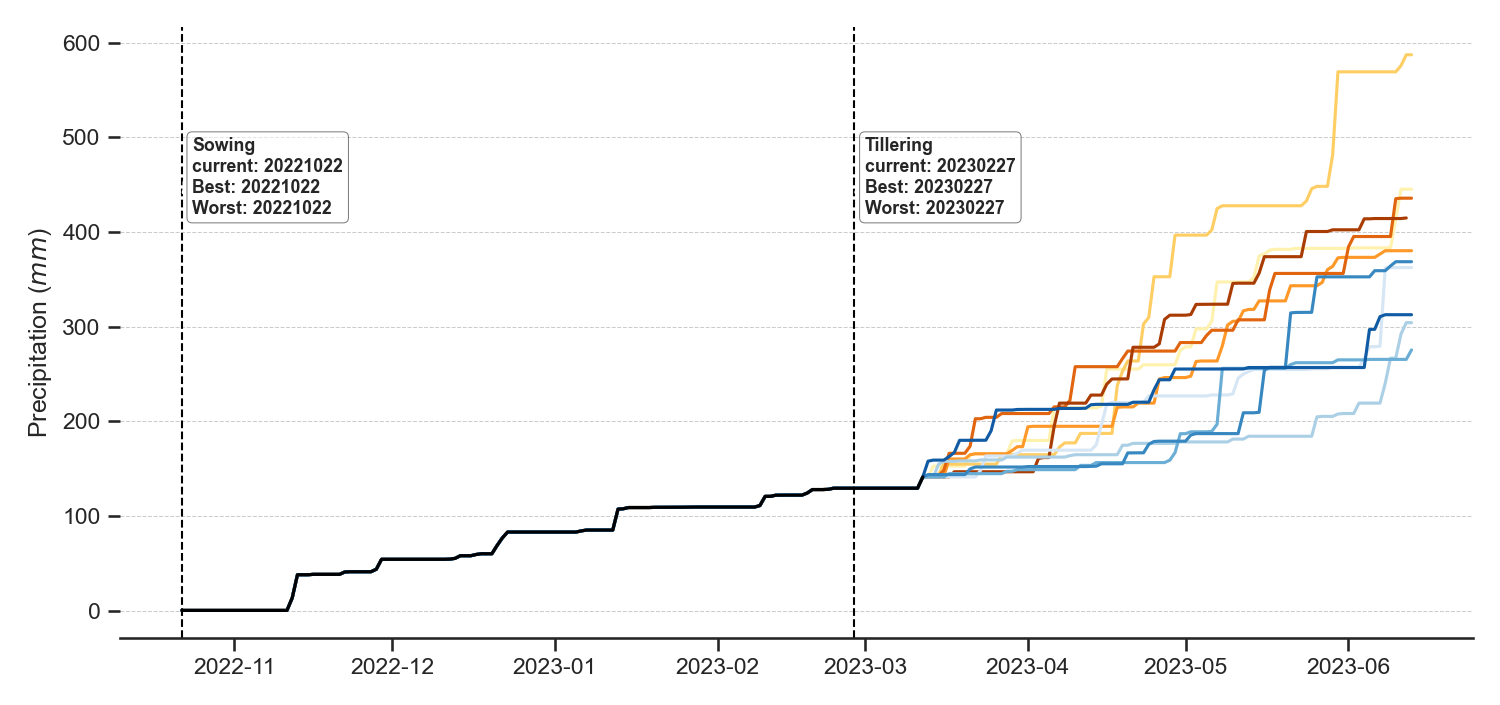 600
500
400
300
200
100
0
Precipitation (mm)
Sowing
current: 20221022
Best: 20221022
Worst: 20221022
Tillering
current: 20230227
Best: 20230227
Worst: 20230227
2022-11
2022-12
2023-01
2023-02
2023-03
2023-04
2023-05
2023-06